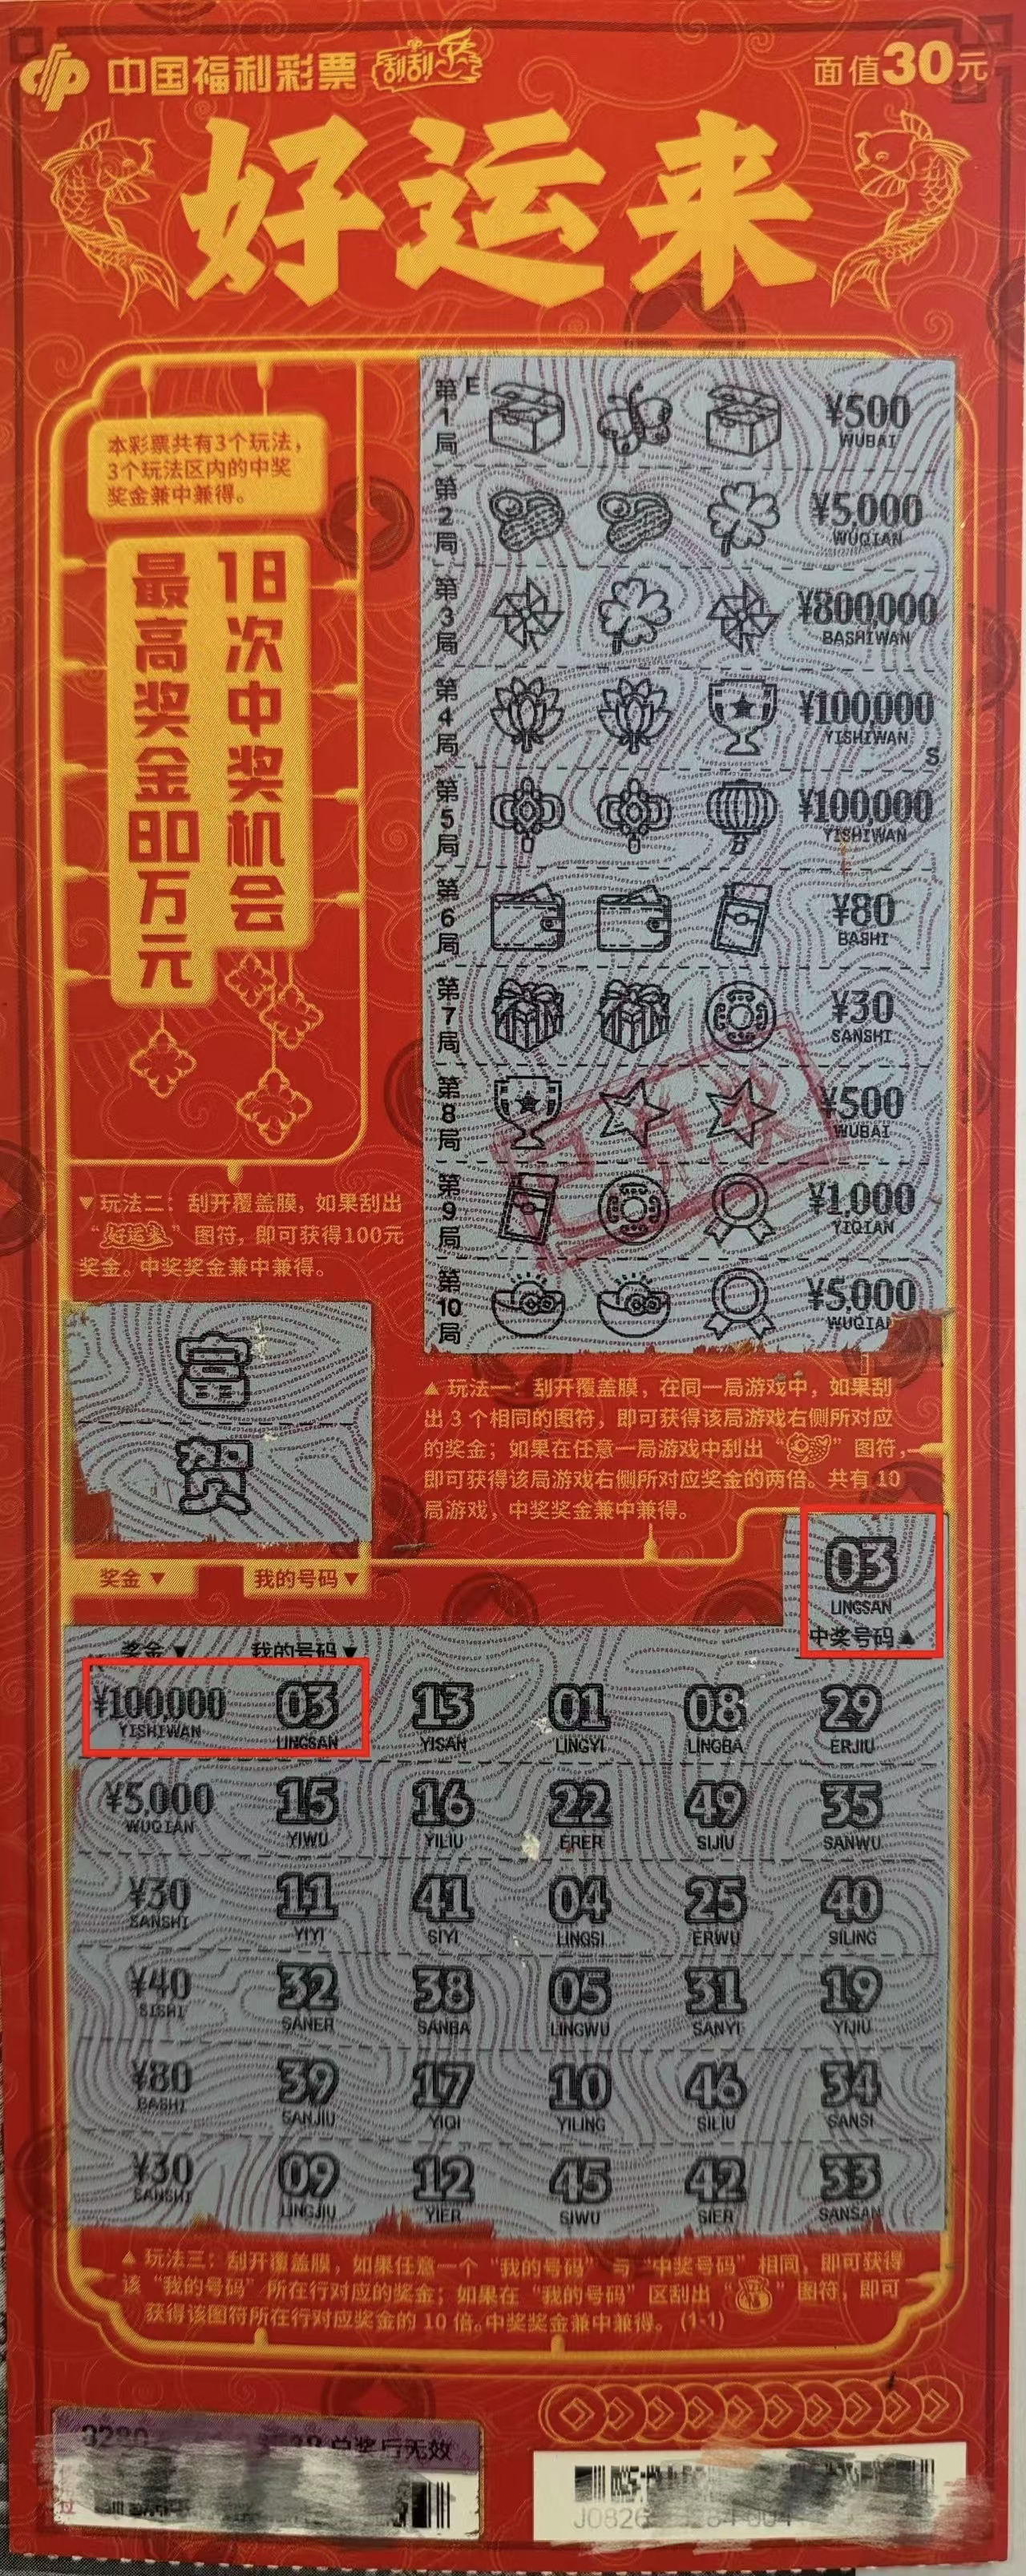 中国福利彩票 刮刮乐
面值30元
好运来
本彩票共有3个玩法，
3个玩法区内的中奖
奖金兼中兼得。
18次中奖机会
最高奖金80万元
第1局 E ¥500
WUBAI
第2局 ¥5,000
WUQIAN
第3局 ¥800,000
BASHIWAN
第4局 ¥100,000
YISHIWAN
S
第5局 ¥100,000
YISHIWAN
第6局 ¥80
BASHI
第7局 ¥30
SANSHI
第8局 ¥500
WUBAI
第9局 ¥1,000
YIQIAN
第10局 ¥5,000
WUQIAN
▼玩法二：刮开覆盖膜，如果刮出
“好运来”图符，即可获得100元
奖金。中奖奖金兼中兼得。
富
贺
▲玩法一：刮开覆盖膜，在同一局游戏中，如果刮
出 3 个相同的图符，即可获得该局游戏右侧所对应
的奖金；如果在任意一局游戏中刮出“ ”图符，
即可获得该局游戏右侧所对应奖金的两倍。共有 10
局游戏，中奖奖金兼中兼得。
奖金▼ 我的号码▼
03
LINGSAN
中奖号码▲
奖金▼ 我的号码▼
¥100,000 03 13 01 08 29
YISHIWAN LINGSAN YISAN LINGYI LINGBA ERJIU
¥5,000 15 16 22 49 35
WUQIAN YIWU YILIU ERER SIJIU SANWU
¥30 11 41 04 25 40
SANSHI YIYI SIYI LINGSI ERWU SILING
¥40 32 38 05 31 19
SISHI SANER SANBA LINGWU SANYI YIJIU
¥80 39 17 10 46 34
BASHI SANJIU YIQI YILING SILIU SANSI
¥30 09 12 45 42 33
SANSHI LINGJIU YIER SIWU SIER SANSAN
▲玩法三：刮开覆盖膜，如果任意一个“我的号码”与“中奖号码”相同，即可获得
该“我的号码”所在行对应的奖金；如果在“我的号码”区刮出“ ”图符，即可
获得该图符所在行对应奖金的 10 倍。中奖奖金兼中兼得。(1-1)
无效
J0826